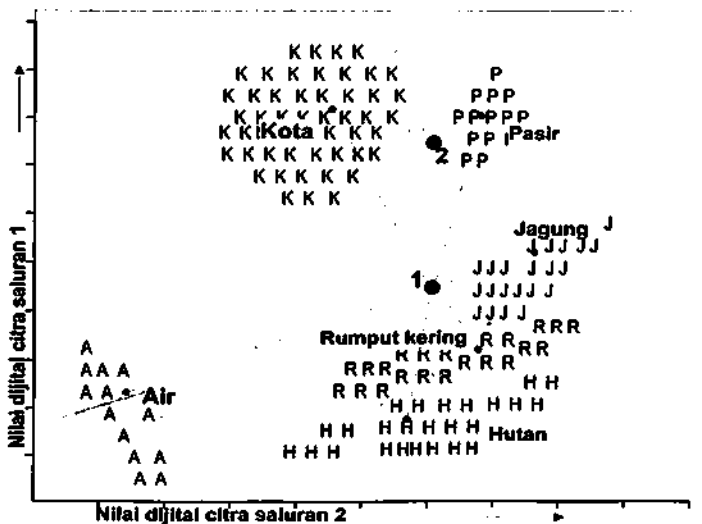 K K K K
K K K K K K K K P
K K K K K K K K P P P
K K K K K K K P P P P P
K K Kota K K K P P Pasir
K K K K K K K K 2 P P
K K K K K
K K K
Jagung J
J J J J J
J J J J J J
1 J J J J J J
J J J J
Rumput kering R R R R R
A R R R R R
A A A R R R R R R R R R
A A Air R R R H H
A A H H H H H H H
A H H H H H H H Hutan
A A H H H H H H H H
A A
Nilai dijital citra saluran 1
Nilai dijital citra saluran 2